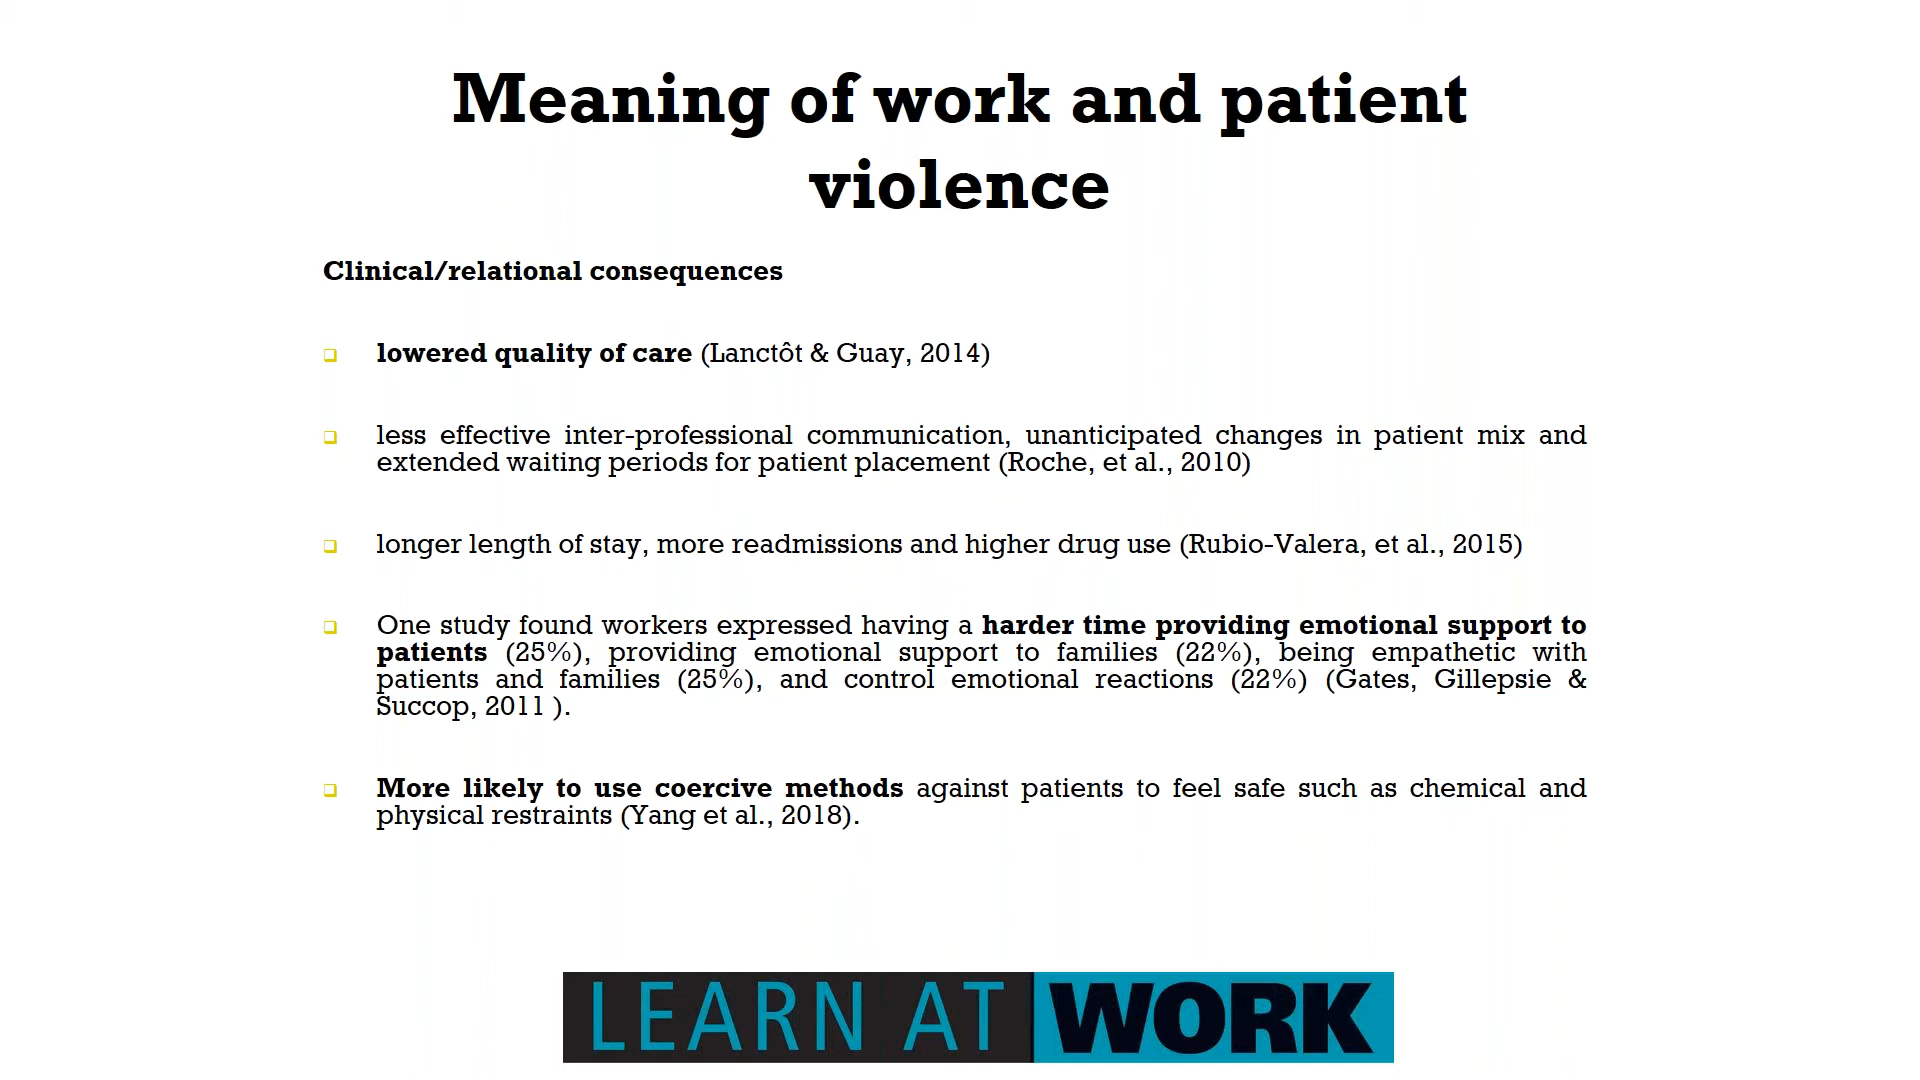 Meaning of work and patient
violence
Clinical/relational consequences
lowered quality of care (Lanctôt & Guay, 2014)
less effective inter-professional communication, unanticipated changes in patient mix and
extended waiting periods for patient placement (Roche, et al., 2010)
longer length of stay, more readmissions and higher drug use (Rubio-Valera, et al., 2015)
One study found workers expressed having a harder time providing emotional support to
patients (25%), providing emotional support to families (22%), being empathetic with
patients and families (25%), and control emotional reactions (22%) (Gates, Gillepsie &
Succop, 2011 ).
More likely to use coercive methods against patients to feel safe such as chemical and
physical restraints (Yang et al., 2018).
LEARN AT WORK